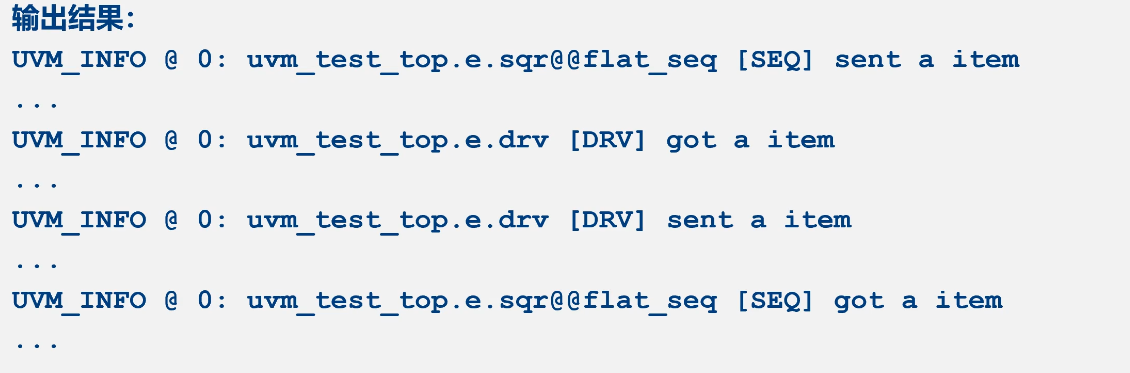 输出结果：
UVM_INFO @ 0: uvm_test_top.e.sqr@@flat_seq [SEQ] sent a item
...
UVM_INFO @ 0: uvm_test_top.e.drv [DRV] got a item
...
UVM_INFO @ 0: uvm_test_top.e.drv [DRV] sent a item
...
UVM_INFO @ 0: uvm_test_top.e.sqr@@flat_seq [SEQ] got a item
...